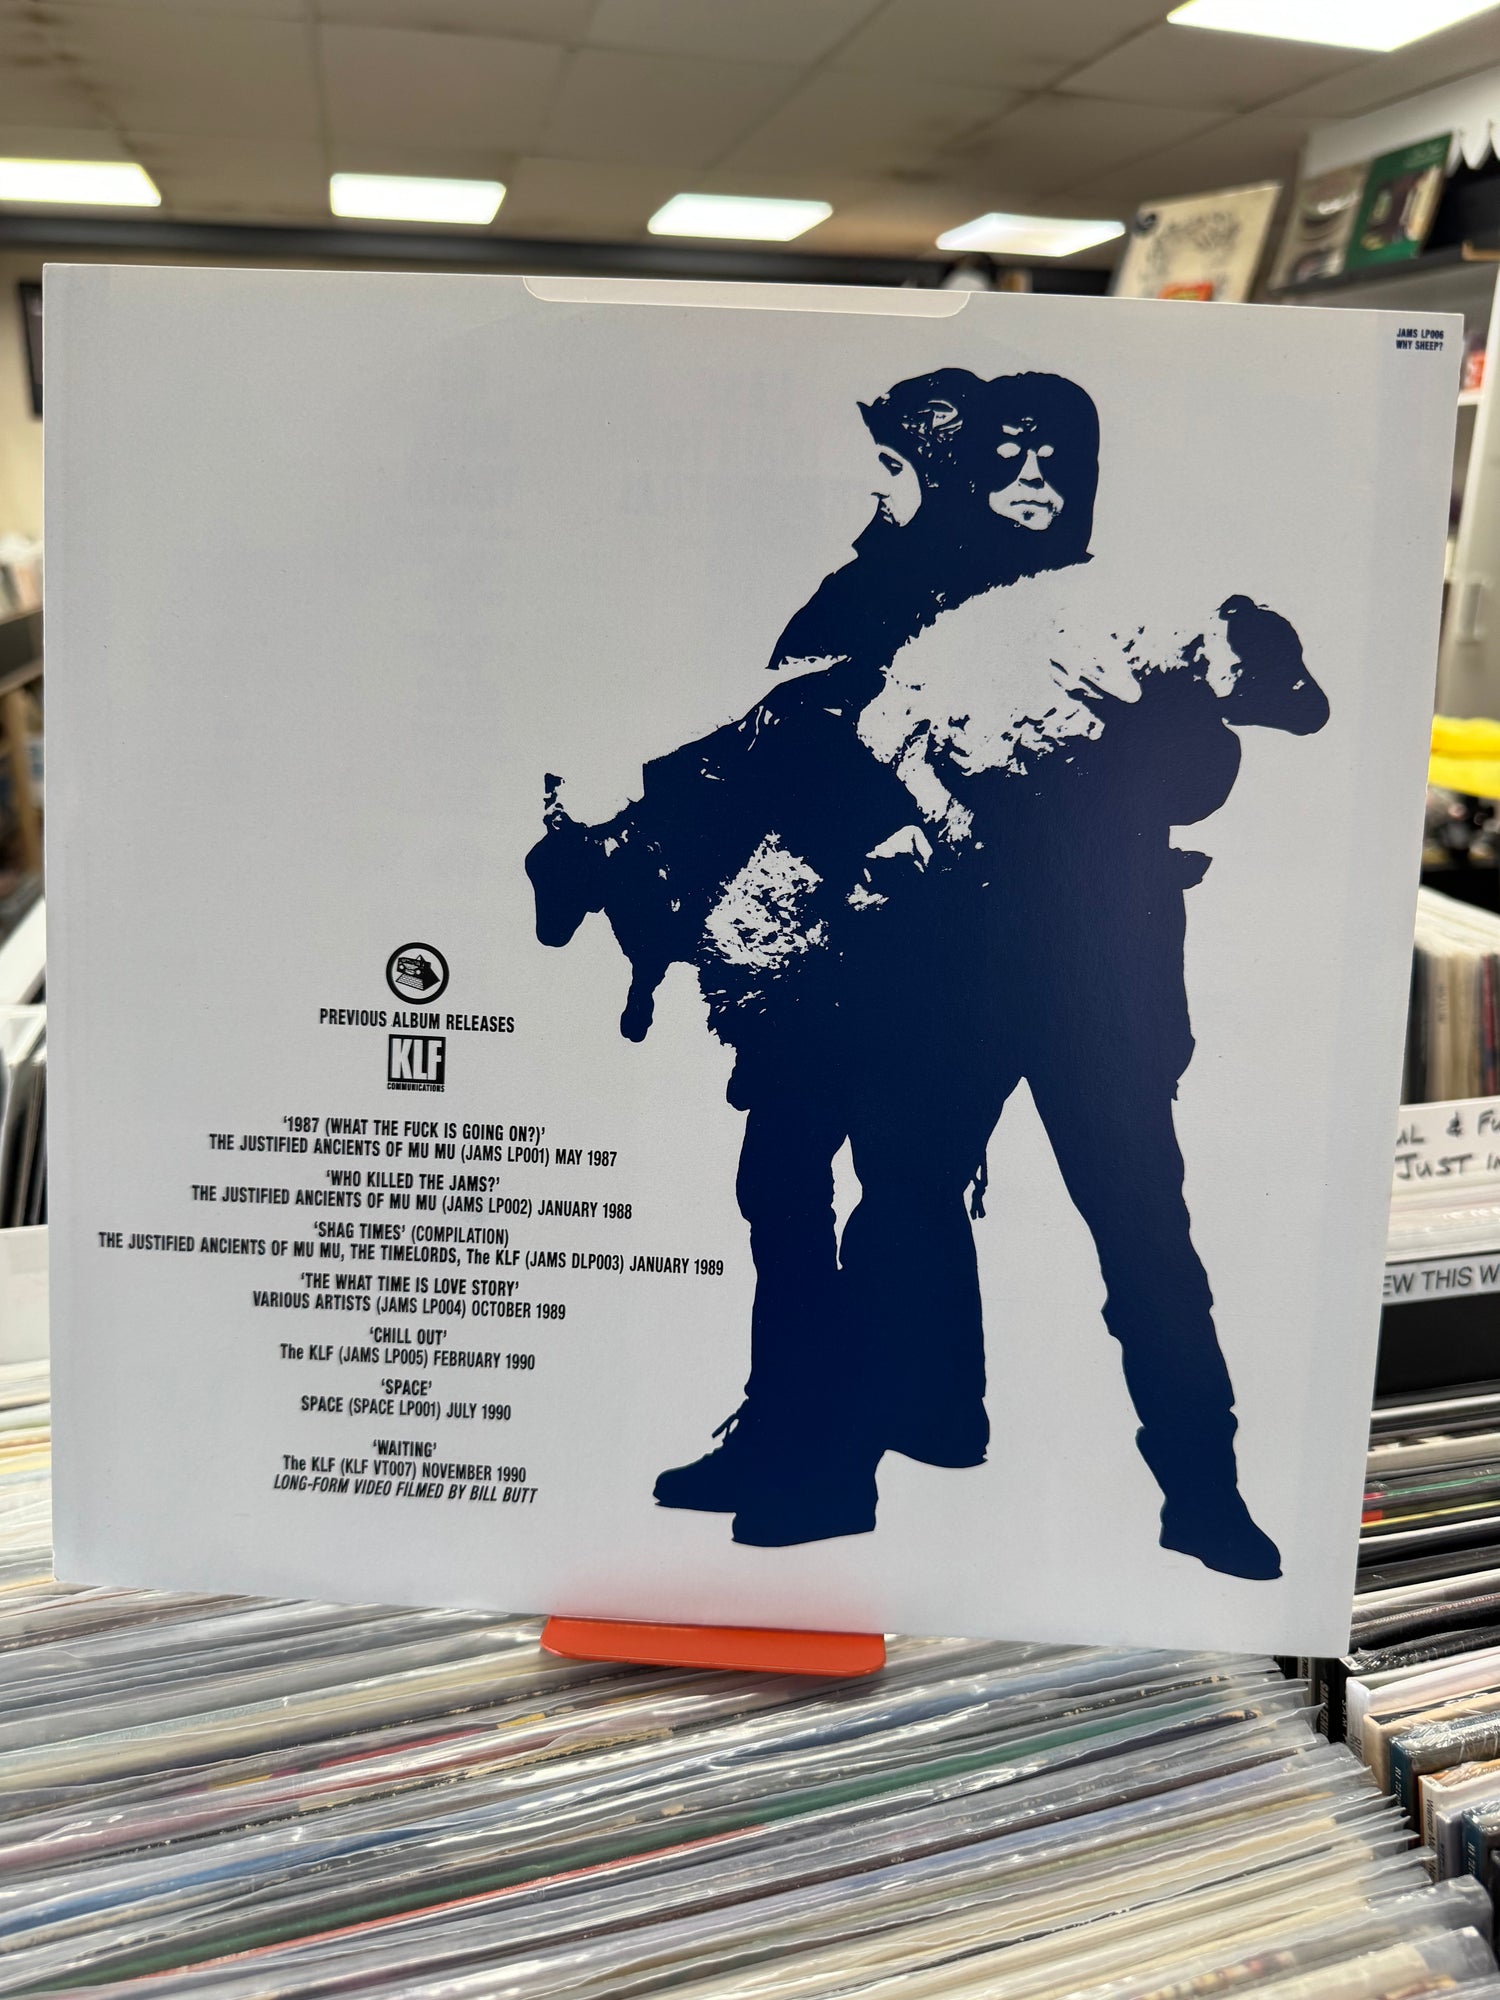 JAMS LP006
WHY SHEEP?
PREVIOUS ALBUM RELEASES
KLF
COMMUNICATIONS
‘1987 (WHAT THE FUCK IS GOING ON?)’
THE JUSTIFIED ANCIENTS OF MU MU (JAMS LP001) MAY 1987
‘WHO KILLED THE JAMS?’
THE JUSTIFIED ANCIENTS OF MU MU (JAMS LP002) JANUARY 1988
‘SHAG TIMES’ (COMPILATION)
THE JUSTIFIED ANCIENTS OF MU MU, THE TIMELORDS, The KLF (JAMS DLP003) JANUARY 1989
‘THE WHAT TIME IS LOVE STORY’
VARIOUS ARTISTS (JAMS LP004) OCTOBER 1989
‘CHILL OUT’
The KLF (JAMS LP005) FEBRUARY 1990
‘SPACE’
SPACE (SPACE LP001) JULY 1990
‘WAITING’
The KLF (KLF VT007) NOVEMBER 1990
LONG-FORM VIDEO FILMED BY BILL BUTT
JUST
EW THIS W